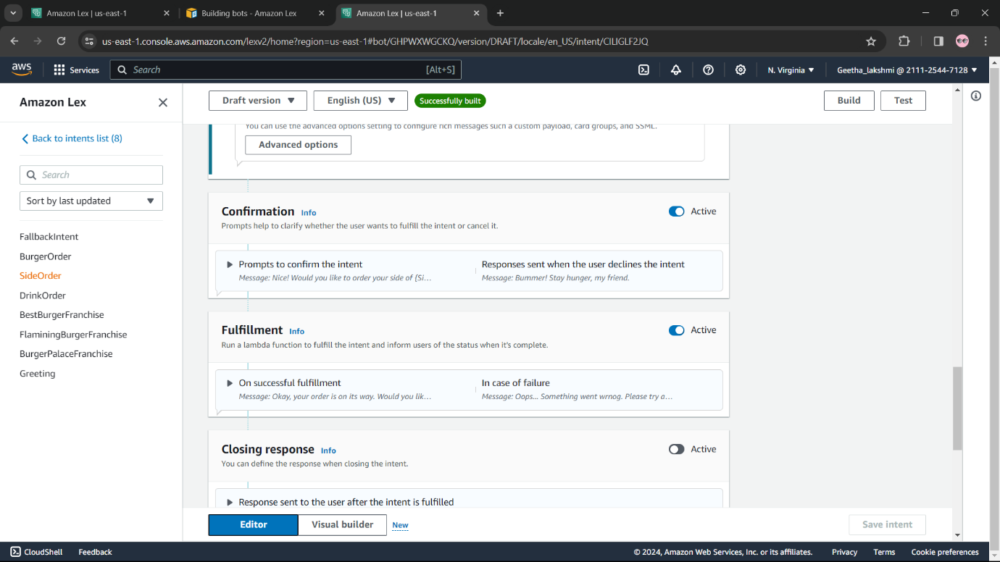 Amazon Lex | us-east-1
Building bots - Amazon Lex
Amazon Lex | us-east-1
us-east-1.console.aws.amazon.com/lexv2/home?region=us-east-1#bot/GHPWXWGCKQ/version/DRAFT/locale/en_US/intent/CILIGLF2JQ
aws
Services
Search
[Alt+S]
N. Virginia
Geetha_lakshmi @ 2111-2544-7128
Amazon Lex
Back to intents list (8)
Search
Sort by last updated
FallbackIntent
BurgerOrder
SideOrder
DrinkOrder
BestBurgerFranchise
FlaminingBurgerFranchise
BurgerPalaceFranchise
Greeting
Draft version
English (US)
Successfully built
Build
Test
You can use the advanced options setting to configure rich messages such a custom payload, card groups, and SSML.
Advanced options
Confirmation Info
Active
Prompts help to clarify whether the user wants to fulfill the intent or cancel it.
Prompts to confirm the intent
Message: Nice! Would you like to order your side of {Si...
Responses sent when the user declines the intent
Message: Bummer! Stay hunger, my friend.
Fulfillment Info
Active
Run a lambda function to fulfill the intent and inform users of the status when it's complete.
On successful fulfillment
Message: Okay, your order is on its way. Would you lik...
In case of failure
Message: Oops... Something went wrnog. Please try a...
Closing response Info
Active
You can define the response when closing the intent.
Response sent to the user after the intent is fulfilled
Editor
Visual builder
New
Save intent
CloudShell
Feedback
© 2024, Amazon Web Services, Inc. or its affiliates.
Privacy
Terms
Cookie preferences